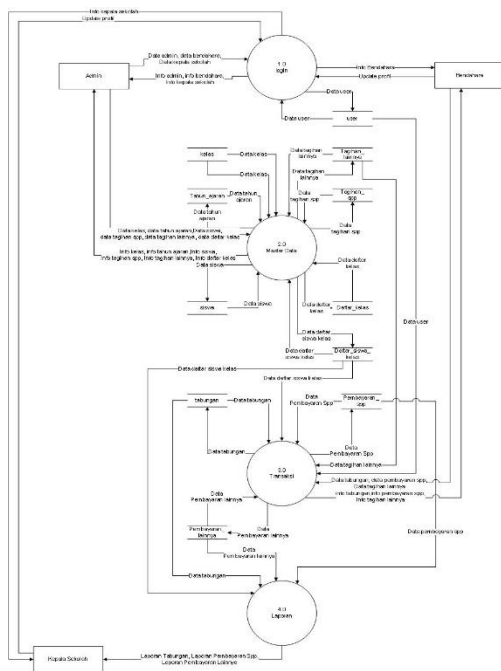 Info kepala sekolah
Update profil
Data admin, data bendahara,
Data kepala sekolah
1.0
login
Info Bendahara
Update profil
Admin
Bendahara
Info admin, info bendahara,
Info kepala sekolah
Data user
Data user
user
kelas
Data kelas
Data kelas
Data tagihan
lainnya
Tagihan_
lainnya
Data tagihan
lainnya
Tahun_ajaran
Data tahun
ajaran
Data
tagihan spp
Tagihan_spp
Data tahun
ajaran
Data
tagihan spp
Data kelas, data tahun ajaran, Data siswa,
data tagihan spp, data tagihan lainnya, data daftar kelas
2.0
Master Data
Info kelas, info tahun ajaran, Info siswa,
info tagihan spp, Info tagihan lainnya, Info daftar kelas
Data siswa
Data daftar
kelas
siswa
Data siswa
Data daftar
kelas
Daftar_kelas
Data daftar
siswa kelas
Data user
Data daftar
siswa kelas
Daftar_siswa_
kelas
Data daftar siswa kelas
Data daftar siswa kelas
tabungan
Data tabungan
Data
Pembayaran Spp
Pembayaran_
spp
Data tabungan
3.0
Transaksi
Data
Pembayaran Spp
Data tagihan lainnya
Data
Pembayaran lainnya
Data tabungan, data pembayaran spp,
Data tagihan lainnya
Info tabungan, info pembayaran spp,
Info tagihan lainnya
Pembayaran_
lainnya
Data
Pembayaran lainnya
Data pembayaran spp
Data
Pembayaran lainnya
Data tabungan
4.0
Laporan
Kepala Sekolah
Laporan Tabungan, Laporan Pembayaran Spp,
Laporan Pembayaran Lainnya